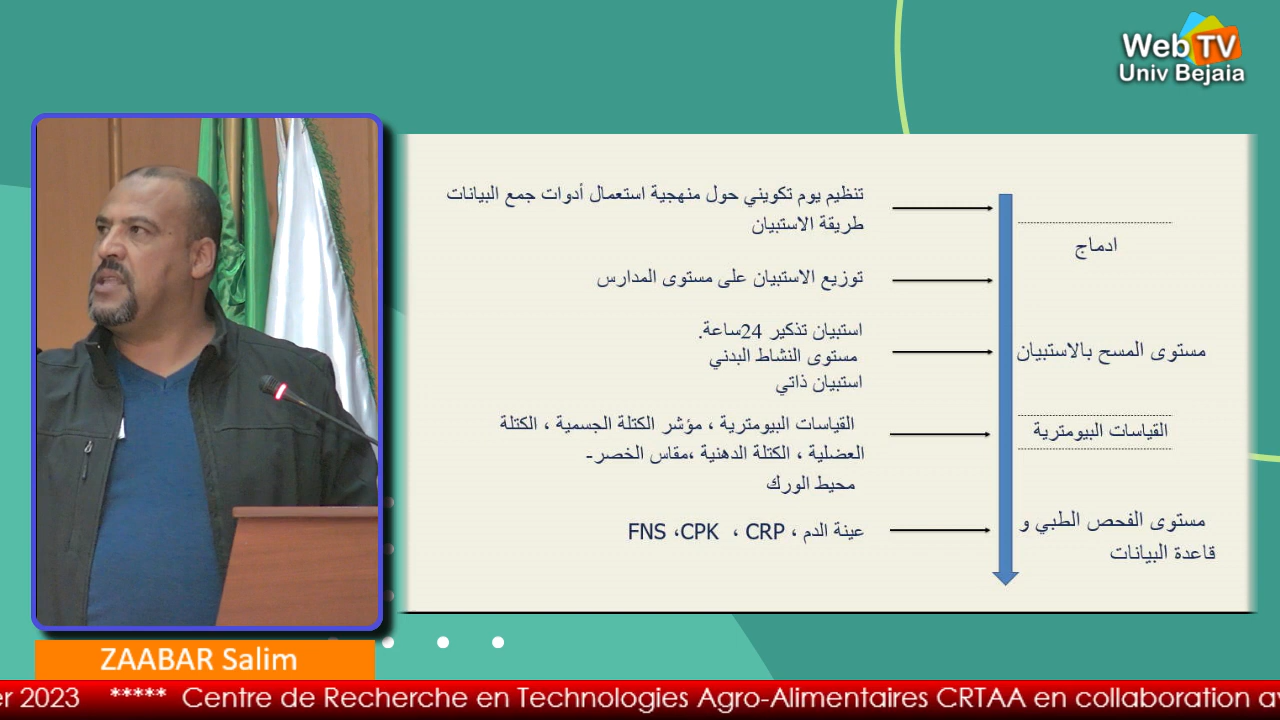 Web TV
Univ Bejaia
تنظيم يوم تكويني حول منهجية استعمال أدوات جمع البيانات
طريقة الاستبيان
ادماج
توزيع الاستبيان على مستوى المدارس
استبيان تذكير 24ساعة.
مستوى النشاط البدني
استبيان ذاتي
مستوى المسح بالاستبيان
القياسات البيومترية ، مؤشر الكتلة الجسمية ، الكتلة
العضلية ، الكتلة الدهنية ،مقاس الخصر-
محيط الورك
القياسات البيومترية
عينة الدم ، CRP ، CPK، FNS
مستوى الفحص الطبي و
قاعدة البيانات
ZAABAR Salim
er 2023 ***** Centre de Recherche en Technologies Agro-Alimentaires CRTAA en collaboration av